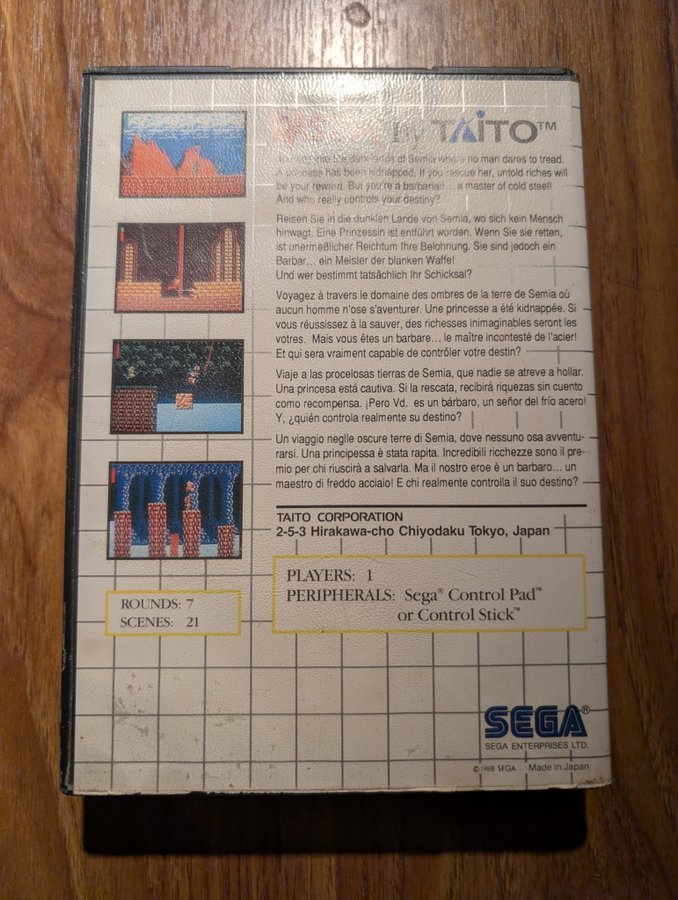 by TAITO™
Journey into the dark lands of Semia where no man dares to tread.
A princess has been kidnapped. If you rescue her, untold riches will
be your reward. But you're a barbarian... a master of cold steel!
And who really controls your destiny?
Reisen Sie in die dunklen Lande von Semia, wo sich kein Mensch
hinwagt. Eine Prinzessin ist entführt worden. Wenn Sie sie retten,
ist unermeßlicher Reichtum Ihre Belohnung. Sie sind jedoch ein
Barbar... ein Meister der blanken Waffe!
Und wer bestimmt tatsächlich Ihr Schicksal?
Voyagez à travers le domaine des ombres de la terre de Semia où
aucun homme n'ose s'aventurer. Une princesse a été kidnappée. Si
vous réussissez à la sauver, des richesses inimaginables seront les
votres. Mais vous êtes un barbare... le maître incontesté de l'acier!
Et qui sera vraiment capable de contrôler votre destin?
Viaje a las procelosas tierras de Semia, que nadie se atreve a hollar.
Una princesa está cautiva. Si la rescata, recibirá riquezas sin cuento
como recompensa. ¡Pero Vd. es un bárbaro, un señor del frío acero!
Y, ¿quién controla realmente su destino?
Un viaggio neglie oscure terre di Semia, dove nessuno osa avventu-
rarsi. Una principessa è stata rapita. Incredibili ricchezze sono il pre-
mio per chi riuscirà a salvarla. Ma il nostro eroe è un barbaro... un
maestro di freddo acciaio! E chi realmente controlla il suo destino?
TAITO CORPORATION
2-5-3 Hirakawa-cho Chiyodaku Tokyo, Japan
PLAYERS: 1
PERIPHERALS: Sega® Control Pad™
or Control Stick™
ROUNDS: 7
SCENES: 21
SEGA®
SEGA ENTERPRISES LTD.
© 1988 SEGA Made in Japan